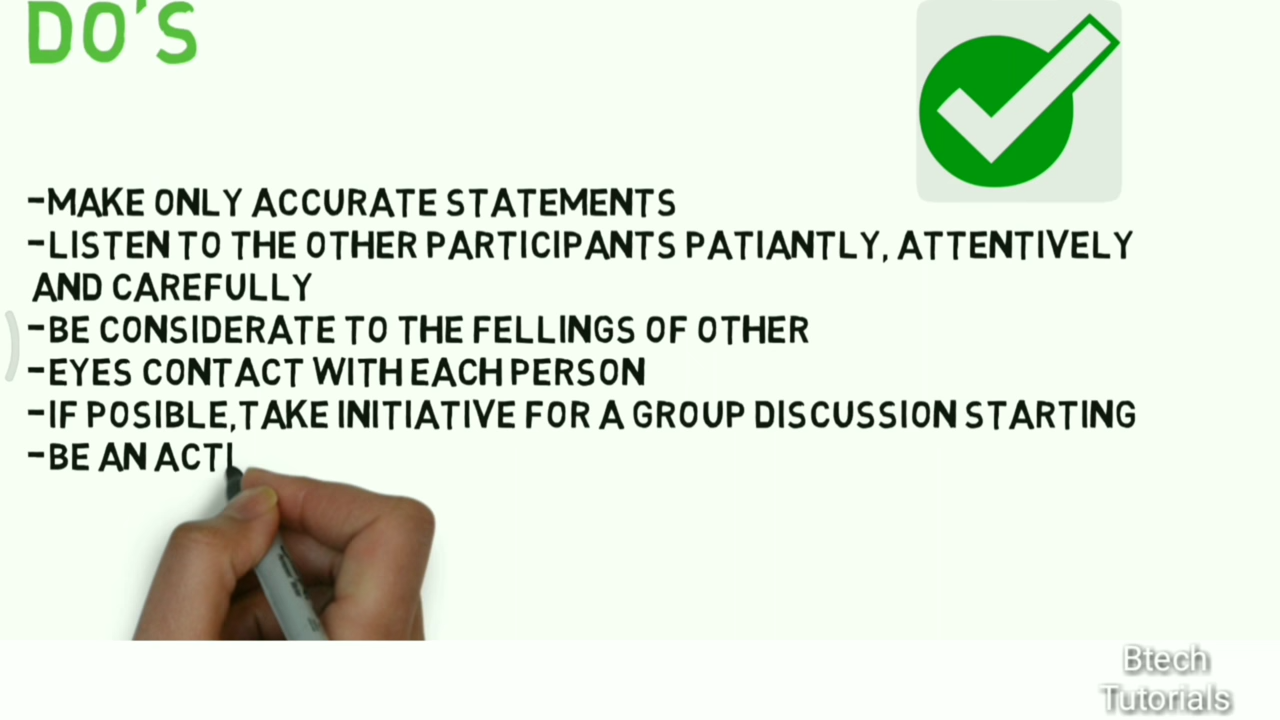 DO'S
-MAKE ONLY ACCURATE STATEMENTS
-LISTEN TO THE OTHER PARTICIPANTS PATIANTLY, ATTENTIVELY
AND CAREFULLY
-BE CONSIDERATE TO THE FELLINGS OF OTHER
-EYES CONTACT WITH EACH PERSON
-IF POSIBLE,TAKE INITIATIVE FOR A GROUP DISCUSSION STARTING
-BE AN ACTI
Btech
Tutorials